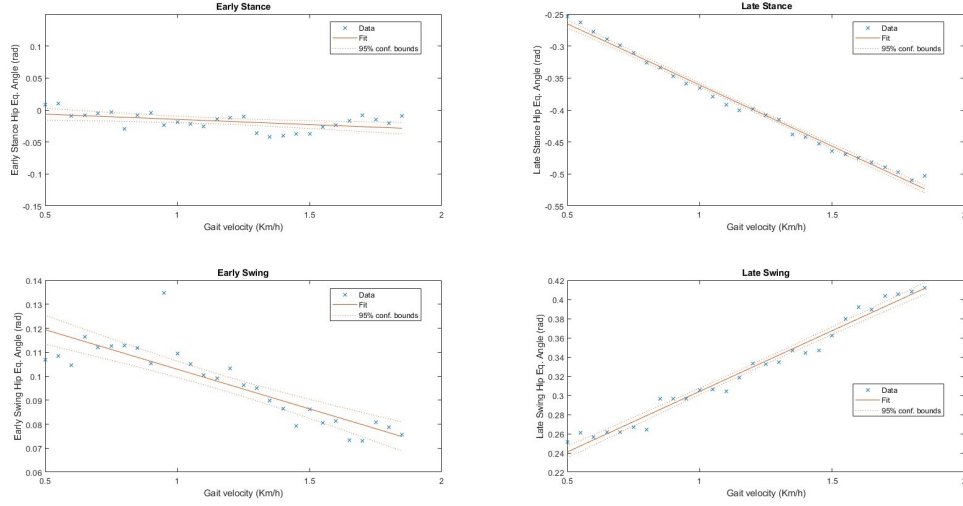 Early Stance
Early Stance Hip Eq. Angle (rad)
0.15
0.1
0.05
0
-0.05
-0.1
-0.15
0.5
1
1.5
2
Gait velocity (Km/h)
Data
Fit
95% conf. bounds
Late Stance
Late Stance Hip Eq. Angle (rad)
-0.25
-0.3
-0.35
-0.4
-0.45
-0.5
-0.55
0.5
1
1.5
Gait velocity (Km/h)
Data
Fit
95% conf. bounds
Early Swing
Early Swing Hip Eq. Angle (rad)
0.14
0.13
0.12
0.11
0.1
0.09
0.08
0.07
0.06
0.5
1
1.5
2
Gait velocity (Km/h)
Data
Fit
95% conf. bounds
Late Swing
Late Swing Hip Eq. Angle (rad)
0.42
0.4
0.38
0.36
0.34
0.32
0.3
0.28
0.26
0.24
0.22
0.5
1
1.5
Gait velocity (Km/h)
Data
Fit
95% conf. bounds